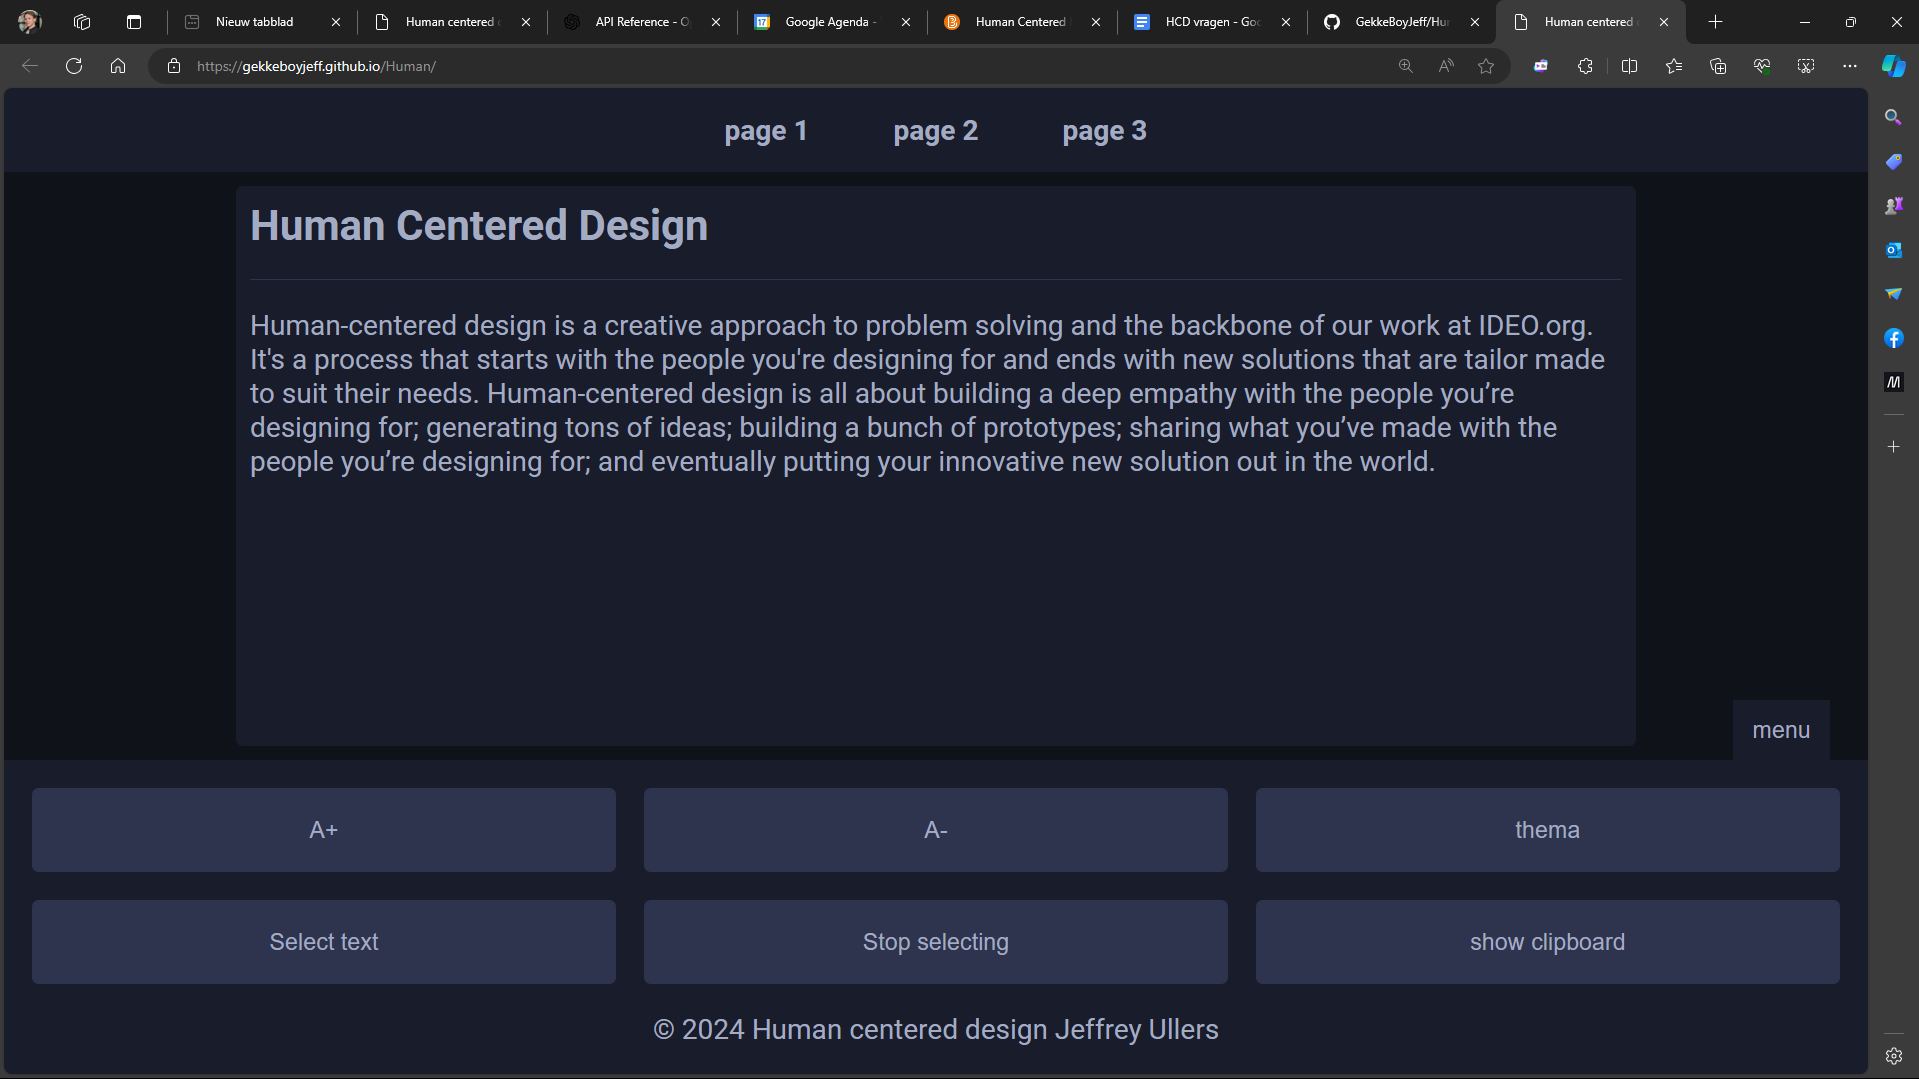 Nieuw tabblad
Human centered
API Reference - O
Google Agenda -
Human Centered
HCD vragen - Goo
GekkeBoyJeff/Hu
Human centered
https://gekkeboyjeff.github.io/Human/
page 1 page 2 page 3
Human Centered Design
Human-centered design is a creative approach to problem solving and the backbone of our work at IDEO.org.
It's a process that starts with the people you're designing for and ends with new solutions that are tailor made
to suit their needs. Human-centered design is all about building a deep empathy with the people you’re
designing for; generating tons of ideas; building a bunch of prototypes; sharing what you’ve made with the
people you’re designing for; and eventually putting your innovative new solution out in the world.
menu
A+ A- thema
Select text Stop selecting show clipboard
© 2024 Human centered design Jeffrey Ullers